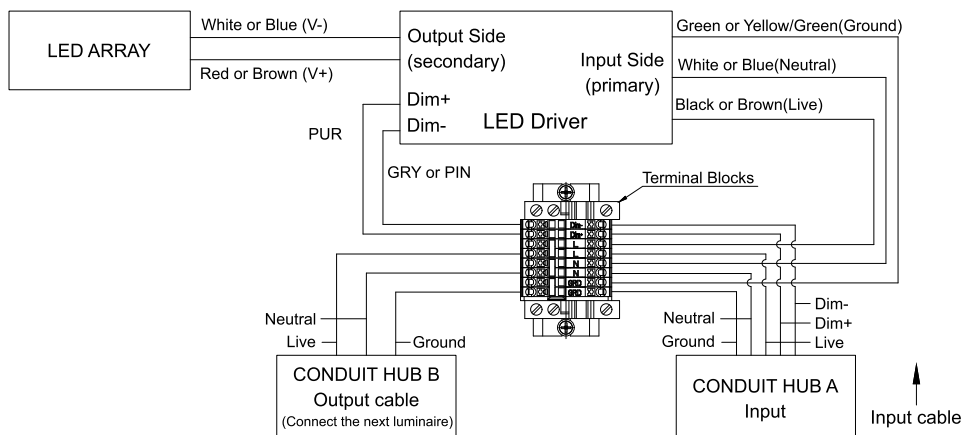 White or Blue (V-)
LED ARRAY
Red or Brown (V+)
Output Side
(secondary)
Input Side
(primary)
Dim+
Dim-
LED Driver
Green or Yellow/Green(Ground)
White or Blue(Neutral)
Black or Brown(Live)
PUR
GRY or PIN
Terminal Blocks
Dim-
Dim+
L
L
N
N
GRD
GRD
Neutral
Live
Ground
CONDUIT HUB B
Output cable
(Connect the next luminaire)
Dim-
Neutral
Dim+
Ground
Live
CONDUIT HUB A
Input
Input cable